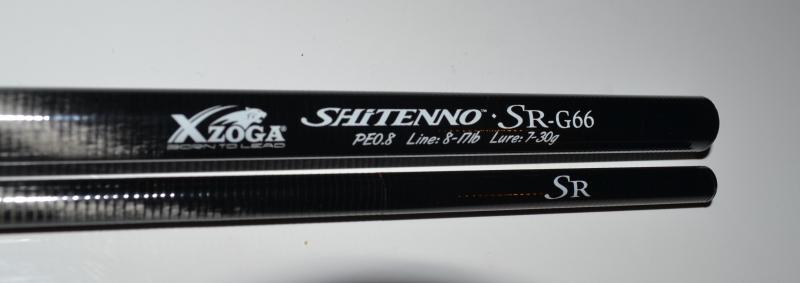 XZOGA
BORN TO LEAD
SHiTENNO™·SR-G66
PE0.8 Line: 8-17lb Lure: 7-30g
SR